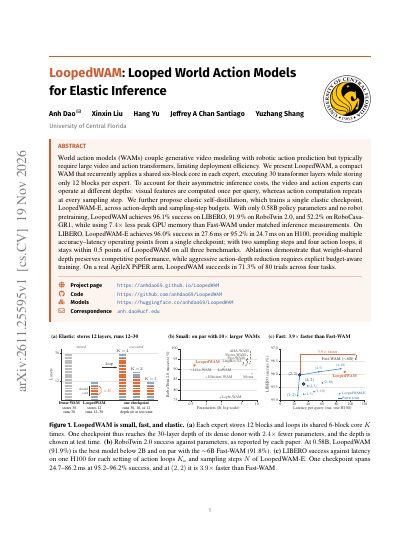 LoopedWAM: Looped World Action Models
for Elastic Inference
Anh Dao✉ Xinxin Liu Hang Yu Jeffrey A Chan Santiago Yuzhang Shang
University of Central Florida
ABSTRACT
World action models (WAMs) couple generative video modeling with robotic action prediction but typically
require large video and action transformers, limiting deployment efficiency. We present LoopedWAM, a compact
WAM that recurrently applies a shared six-block core in each expert, executing 30 transformer layers while storing
only 12 blocks per expert. To account for their asymmetric inference costs, the video and action experts can
operate at different depths: visual features are computed once per query, whereas action computation repeats
at every sampling step. We further propose elastic self-distillation, which trains a single elastic checkpoint,
LoopedWAM-E, across action-depth and sampling-step budgets. With only 0.58B policy parameters and no robot
pretraining, LoopedWAM achieves 96.1% success on LIBERO, 91.9% on RoboTwin 2.0, and 52.2% on RoboCasa-
GR1, while using 7.4× less peak GPU memory than Fast-WAM under matched inference measurements. On
LIBERO, LoopedWAM-E achieves 96.0% success in 27.6 ms or 95.2% in 24.7 ms on an H100, providing multiple
accuracy–latency operating points from a single checkpoint; with two sampling steps and four action loops, it
stays within 0.5 points of LoopedWAM on all three benchmarks. Ablations demonstrate that weight-shared
depth preserves competitive performance, while aggressive action-depth reduction requires explicit budget-aware
training. On a real AgileX PiPER arm, LoopedWAM succeeds in 71.3% of 80 trials across four tasks.
Project page https://anhdao69.github.io/LoopedWAM
Code https://github.com/anhdao69/LoopedWAM
Models https://huggingface.co/anhdao69/LoopedWAM
Correspondence anh.dao@ucf.edu
arXiv:2611.25595v1 [cs.CV] 19 Nov 2026
(a) Elastic: stores 12 layers, runs 12–30
(b) Small: on par with 10× larger WAMs
(c) Fast: 3.9× faster than Fast-WAM
Figure 1. LoopedWAM is small, fast, and elastic. (a) Each expert stores 12 blocks and loops its shared 6-block core K
times. One checkpoint thus reaches the 30-layer depth of its dense donor with 2.4× fewer parameters, and the depth is
chosen at test time. (b) RoboTwin 2.0 success against parameters, as reported by each paper. At 0.58B, LoopedWAM
(91.9%) is the best model below 2B and on par with the ~6B Fast-WAM (91.8%). (c) LIBERO success against latency
on one H100 for each setting of action loops Kₐ and sampling steps N of LoopedWAM-E. One checkpoint spans
24.7–86.2 ms at 95.2–96.2% success, and at (2, 2) it is 3.9× faster than Fast-WAM.
1